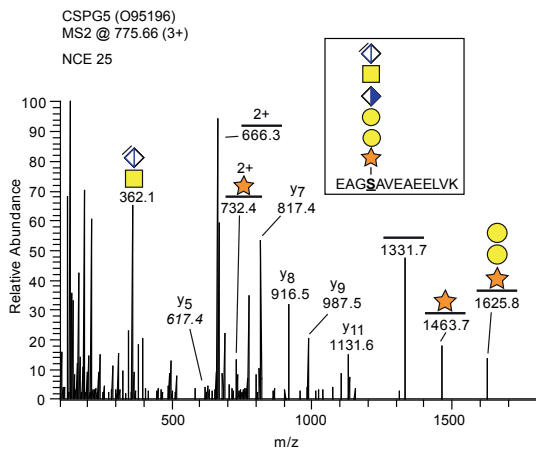 CSPG5 (O95196)
MS2 @ 775.66 (3+)
NCE 25
EAGSAVEAEELVK
100
90
80
70
60
50
40
30
20
10
0
Relative Abundance
362.1
2+
666.3
2+
732.4
y7
817.4
y5
617.4
y8
916.5
y9
987.5
y11
1131.6
1331.7
1463.7
1625.8
500
1000
1500
m/z